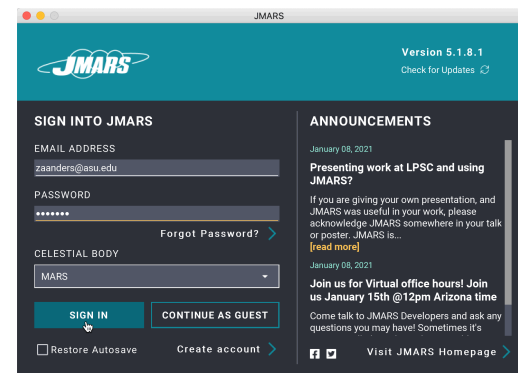 JMARS
JMARS
Version 5.1.8.1
Check for Updates
SIGN INTO JMARS
EMAIL ADDRESS
zaanders@asu.edu
PASSWORD
•••••••
Forgot Password?
CELESTIAL BODY
MARS
SIGN IN
CONTINUE AS GUEST
Restore Autosave
Create account
ANNOUNCEMENTS
January 08, 2021
Presenting work at LPSC and using
JMARS?
If you are giving your own presentation, and
JMARS was useful in your work, please
acknowledge JMARS somewhere in your talk
or poster. JMARS is...
[read more]
January 08, 2021
Join us for Virtual office hours! Join
us January 15th @12pm Arizona time
Come talk to JMARS Developers and ask any
questions you may have! Sometimes it's
Visit JMARS Homepage